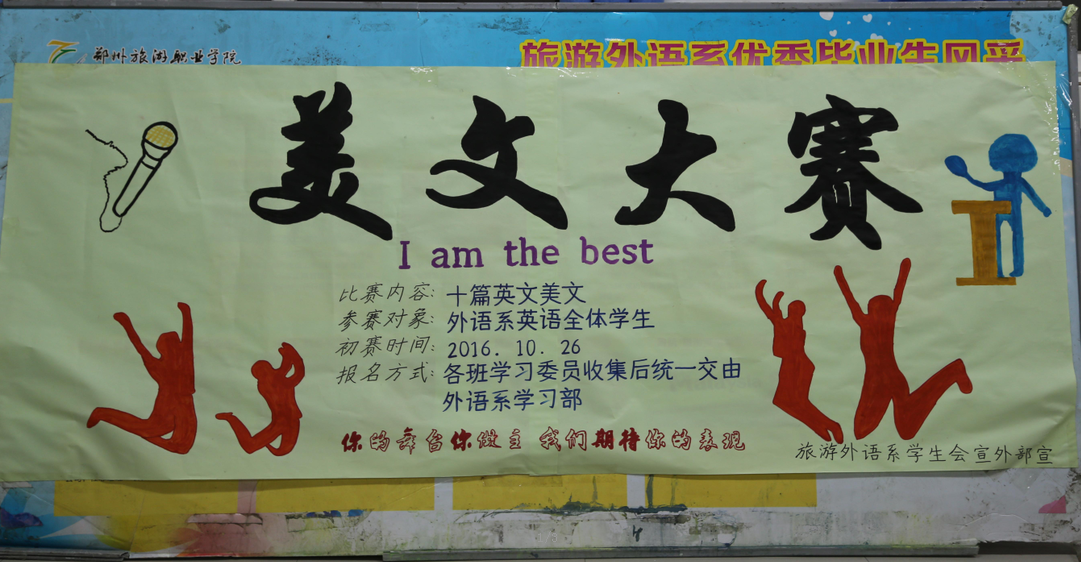 郑州旅游职业学院
旅游外语系优秀毕业生风采
美文大赛
I am the best
比赛内容：十篇英文美文
参赛对象：外语系英语全体学生
初赛时间：2016. 10. 26
报名方式：各班学习委员收集后统一交由
外语系学习部
你的舞台你做主 我们期待你的表现
旅游外语系学生会宣外部宣